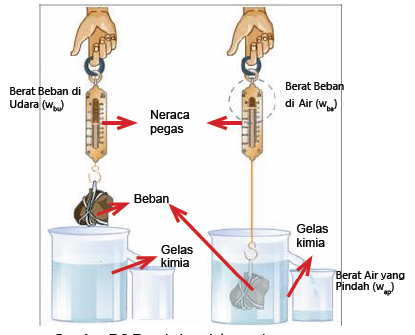 Berat Beban di
Udara (wbu)
Neraca
pegas
Berat Beban
di Air (wba)
Beban
Gelas
kimia
Gelas
kimia
Berat Air yang
Pindah (wap)